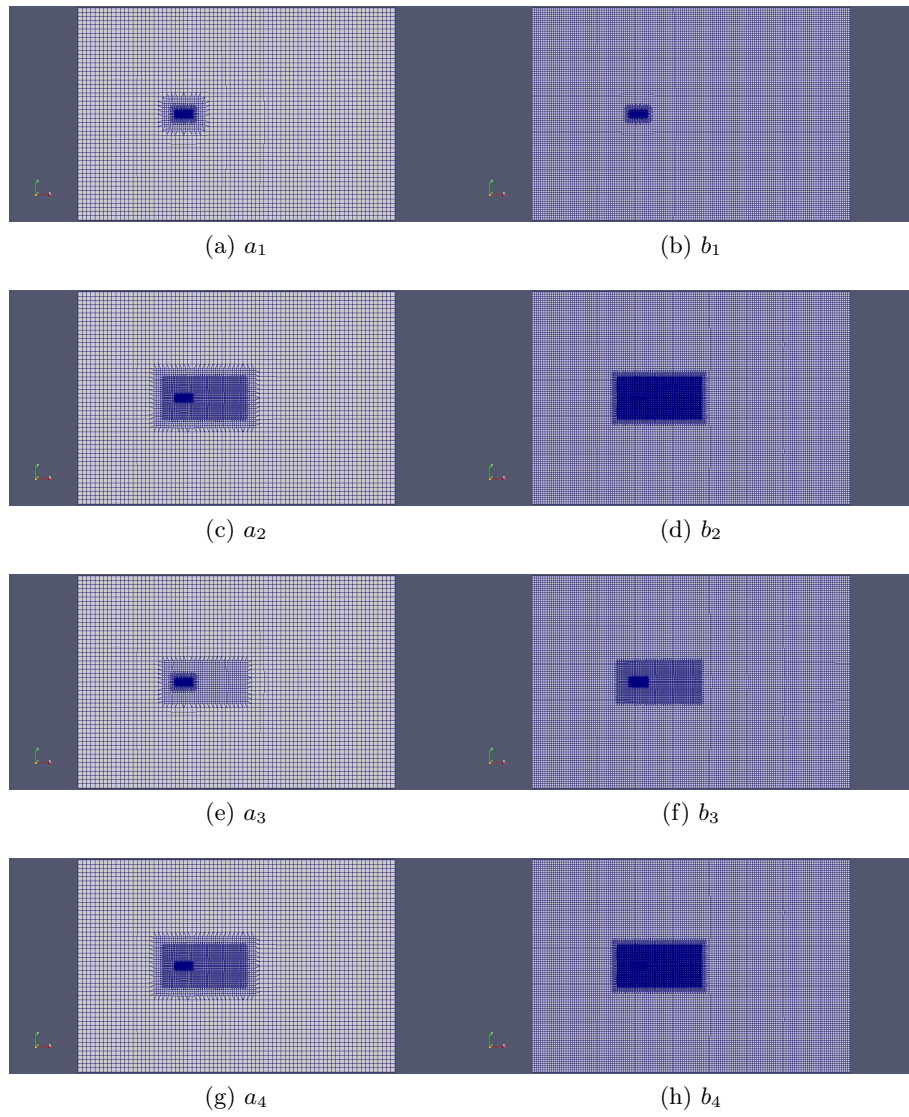 (a) a₁ (b) b₁
(c) a₂ (d) b₂
(e) a₃ (f) b₃
(g) a₄ (h) b₄